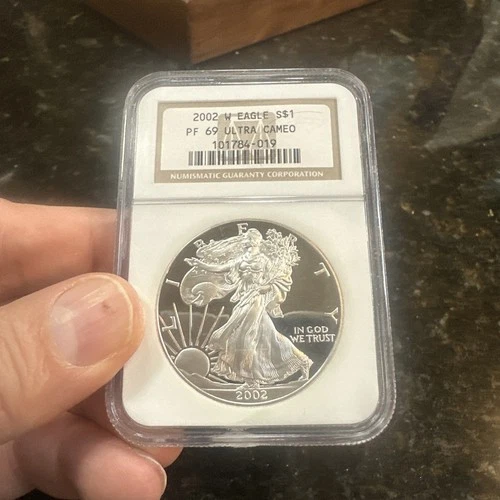 2002 W EAGLE S$1
PF 69 ULTRA CAMEO
101784-019
NUMISMATIC GUARANTY CORPORATION
LIBERTY
IN GOD
WE TRUST
2002